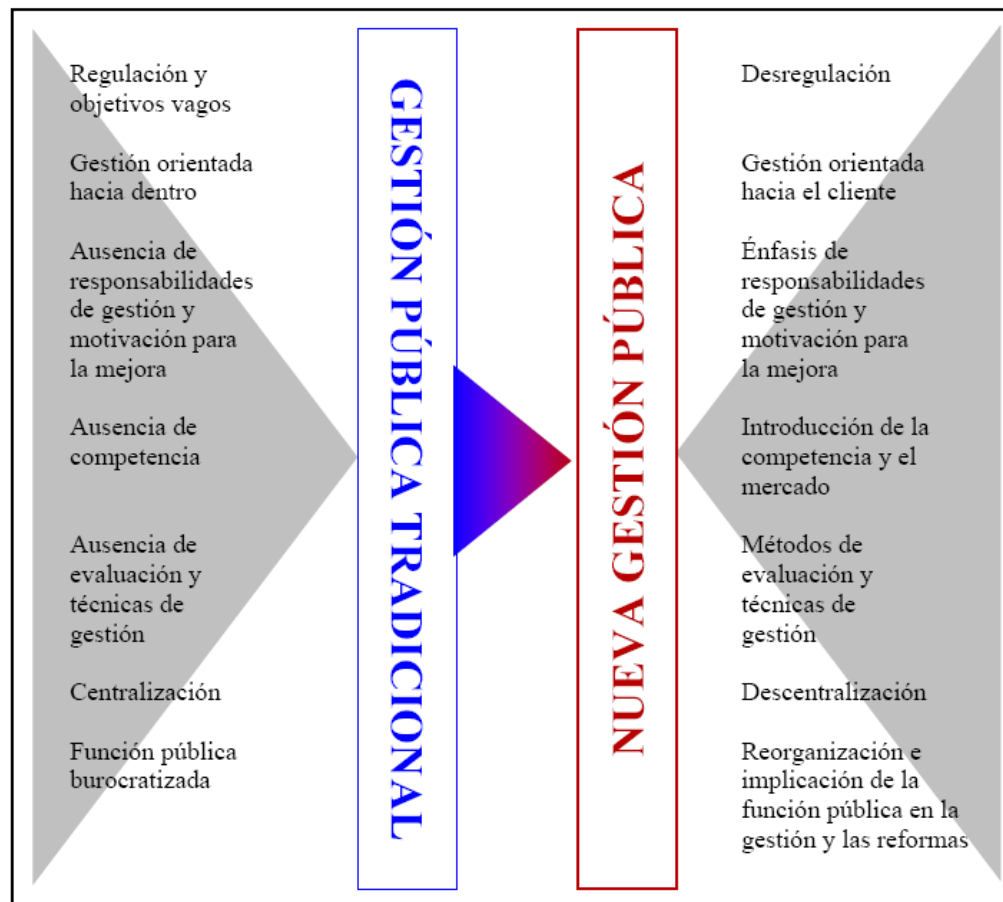 Regulación y
objetivos vagos
Gestión orientada
hacia dentro
Ausencia de
responsabilidades
de gestión y
motivación para
la mejora
Ausencia de
competencia
Ausencia de
evaluación y
técnicas de
gestión
Centralización
Función pública
burocratizada
GESTIÓN PÚBLICA TRADICIONAL
NUEVA GESTIÓN PÚBLICA
Desregulación
Gestión orientada
hacia el cliente
Énfasis de
responsabilidades
de gestión y
motivación para
la mejora
Introducción de la
competencia y el
mercado
Métodos de
evaluación y
técnicas de
gestión
Descentralización
Reorganización e
implicación de la
función pública en la
gestión y las reformas